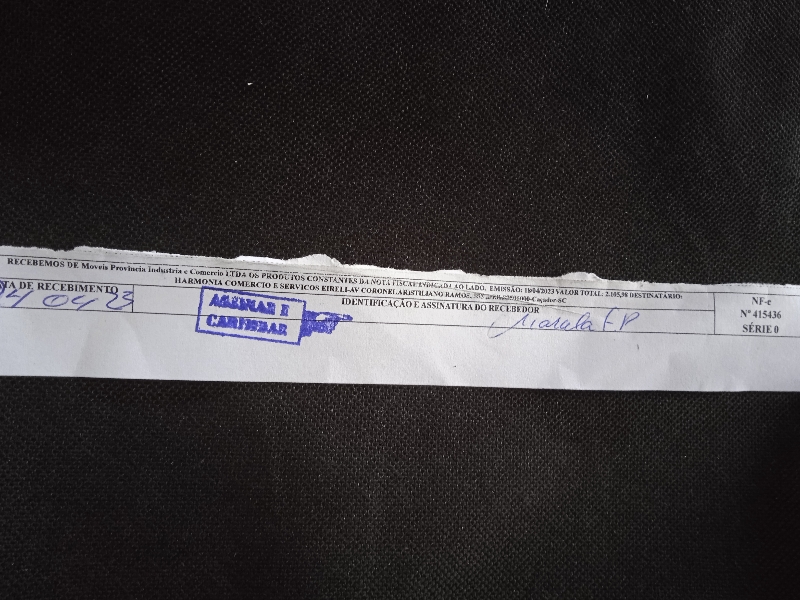 RECEBEMOS DE Moveis Provincia Industria e Comercio LTDA OS PRODUTOS CONSTANTES DA NOTA FISCAL INDICADA AO LADO. EMISSÃO: 18/04/2023 VALOR TOTAL: 2.105,98 DESTINATÁRIO:
HARMONIA COMERCIO E SERVICOS EIRELI-AV CORONEL ARISTILIANO RAMOS, Caçador-SC
TA DE RECEBIMENTO
04 23
IDENTIFICAÇÃO E ASSINATURA DO RECEBEDOR
ASSINAR E
CARIMBAR
NF-e
Nº 415436
SÉRIE 0